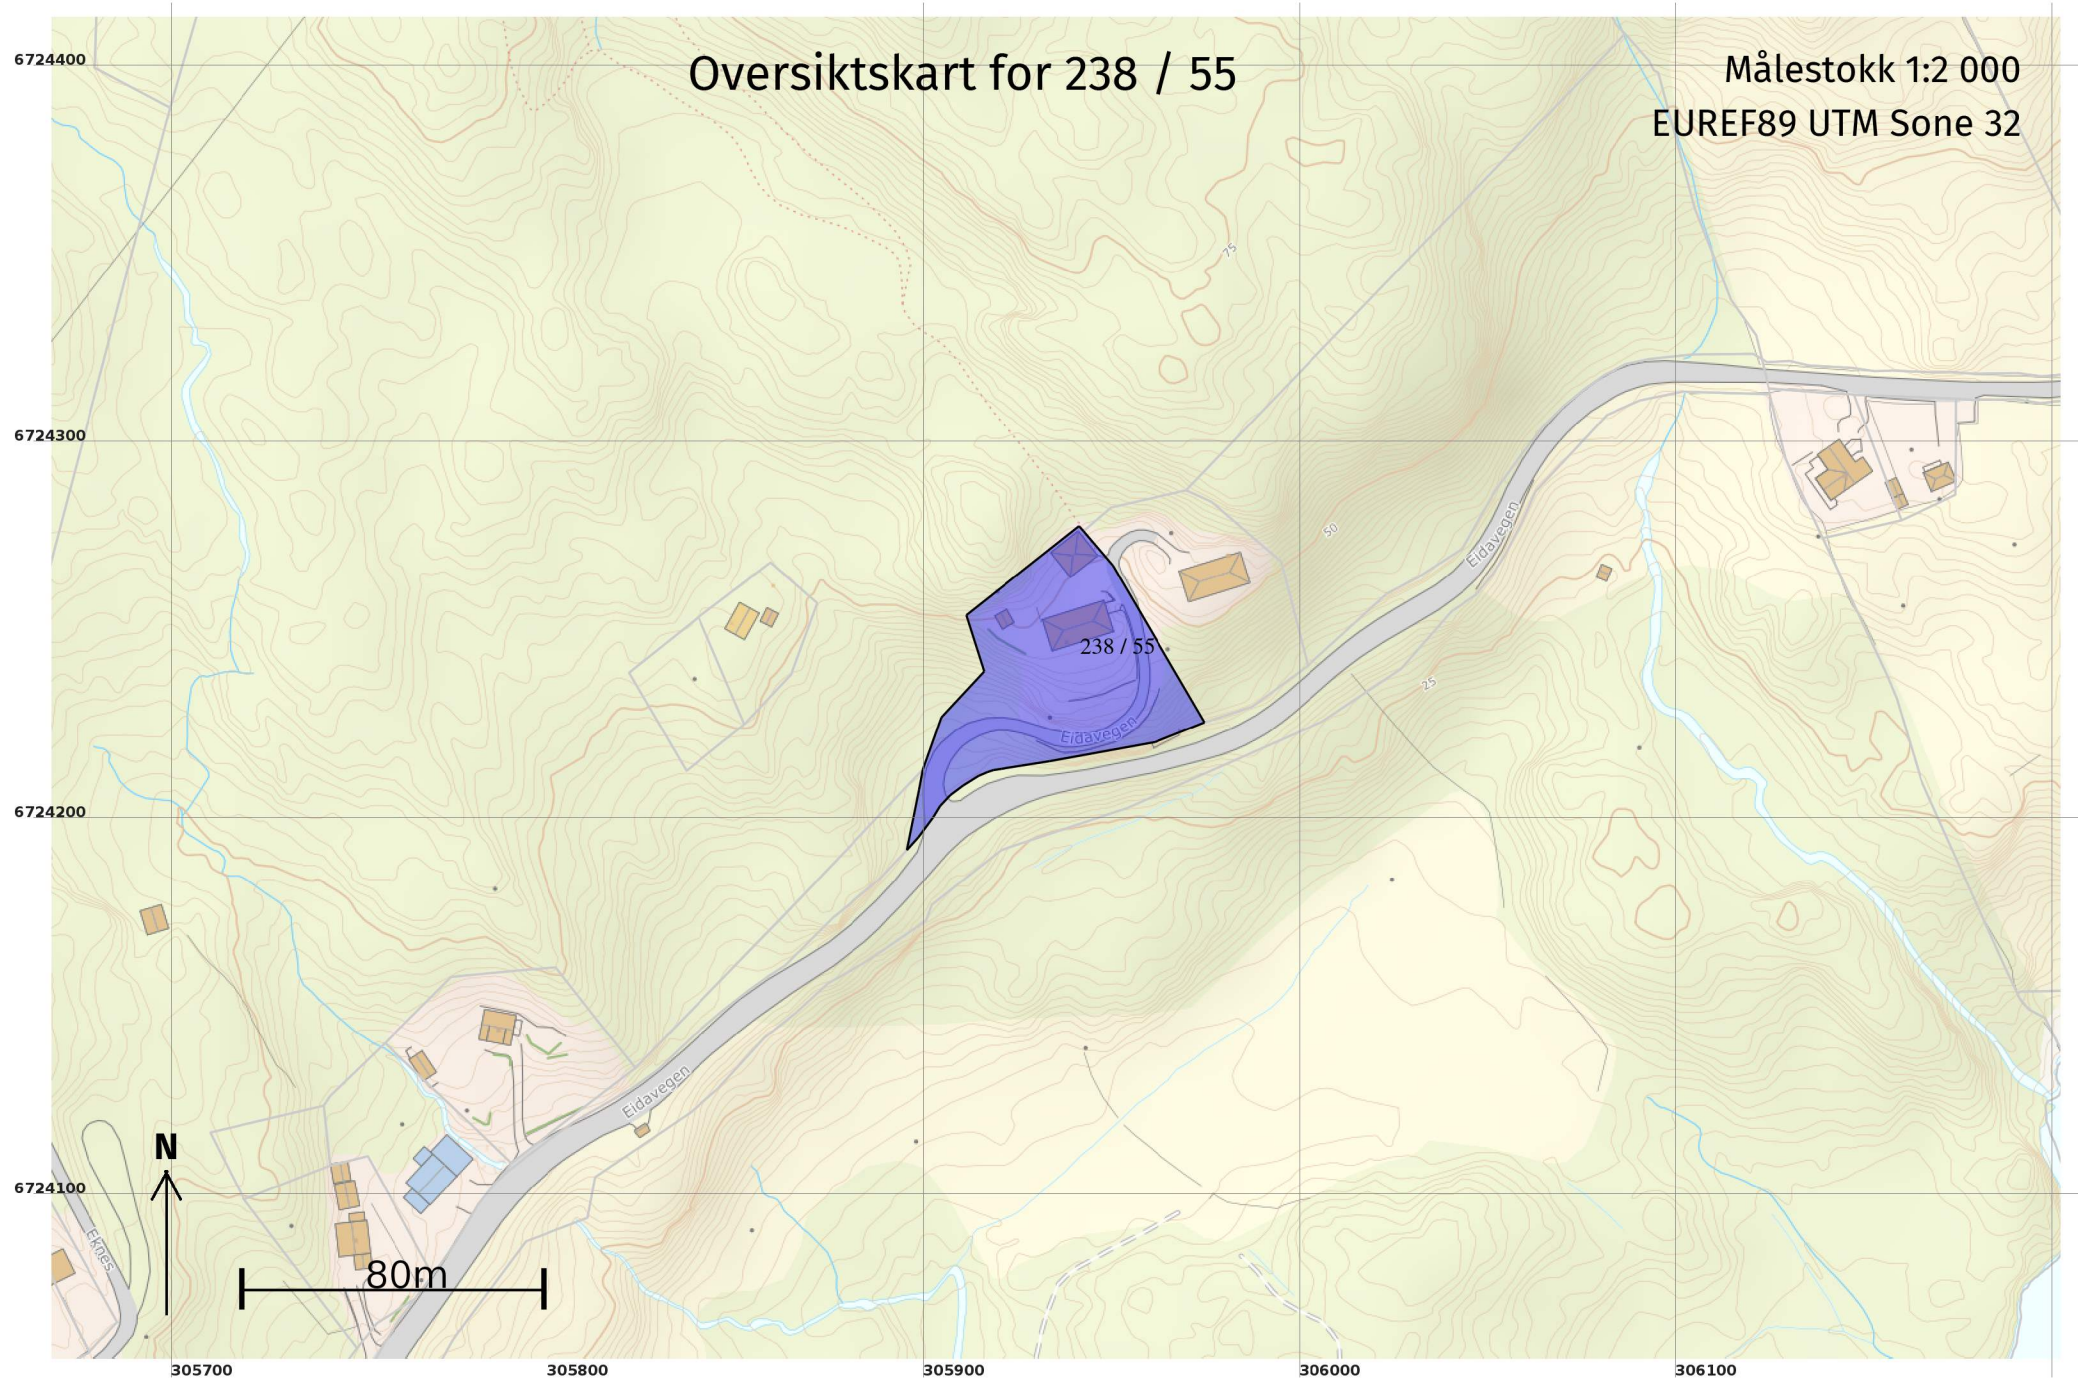 Oversiktskart for 238 / 55
Målestokk 1:2 000
EUREF89 UTM Sone 32
6724400
75
6724300
50
Eidavegen
238 / 55
25
Eidavegen
6724200
Eidavegen
N
6724100
Eknes
80m
305700
305800
305900
306000
306100